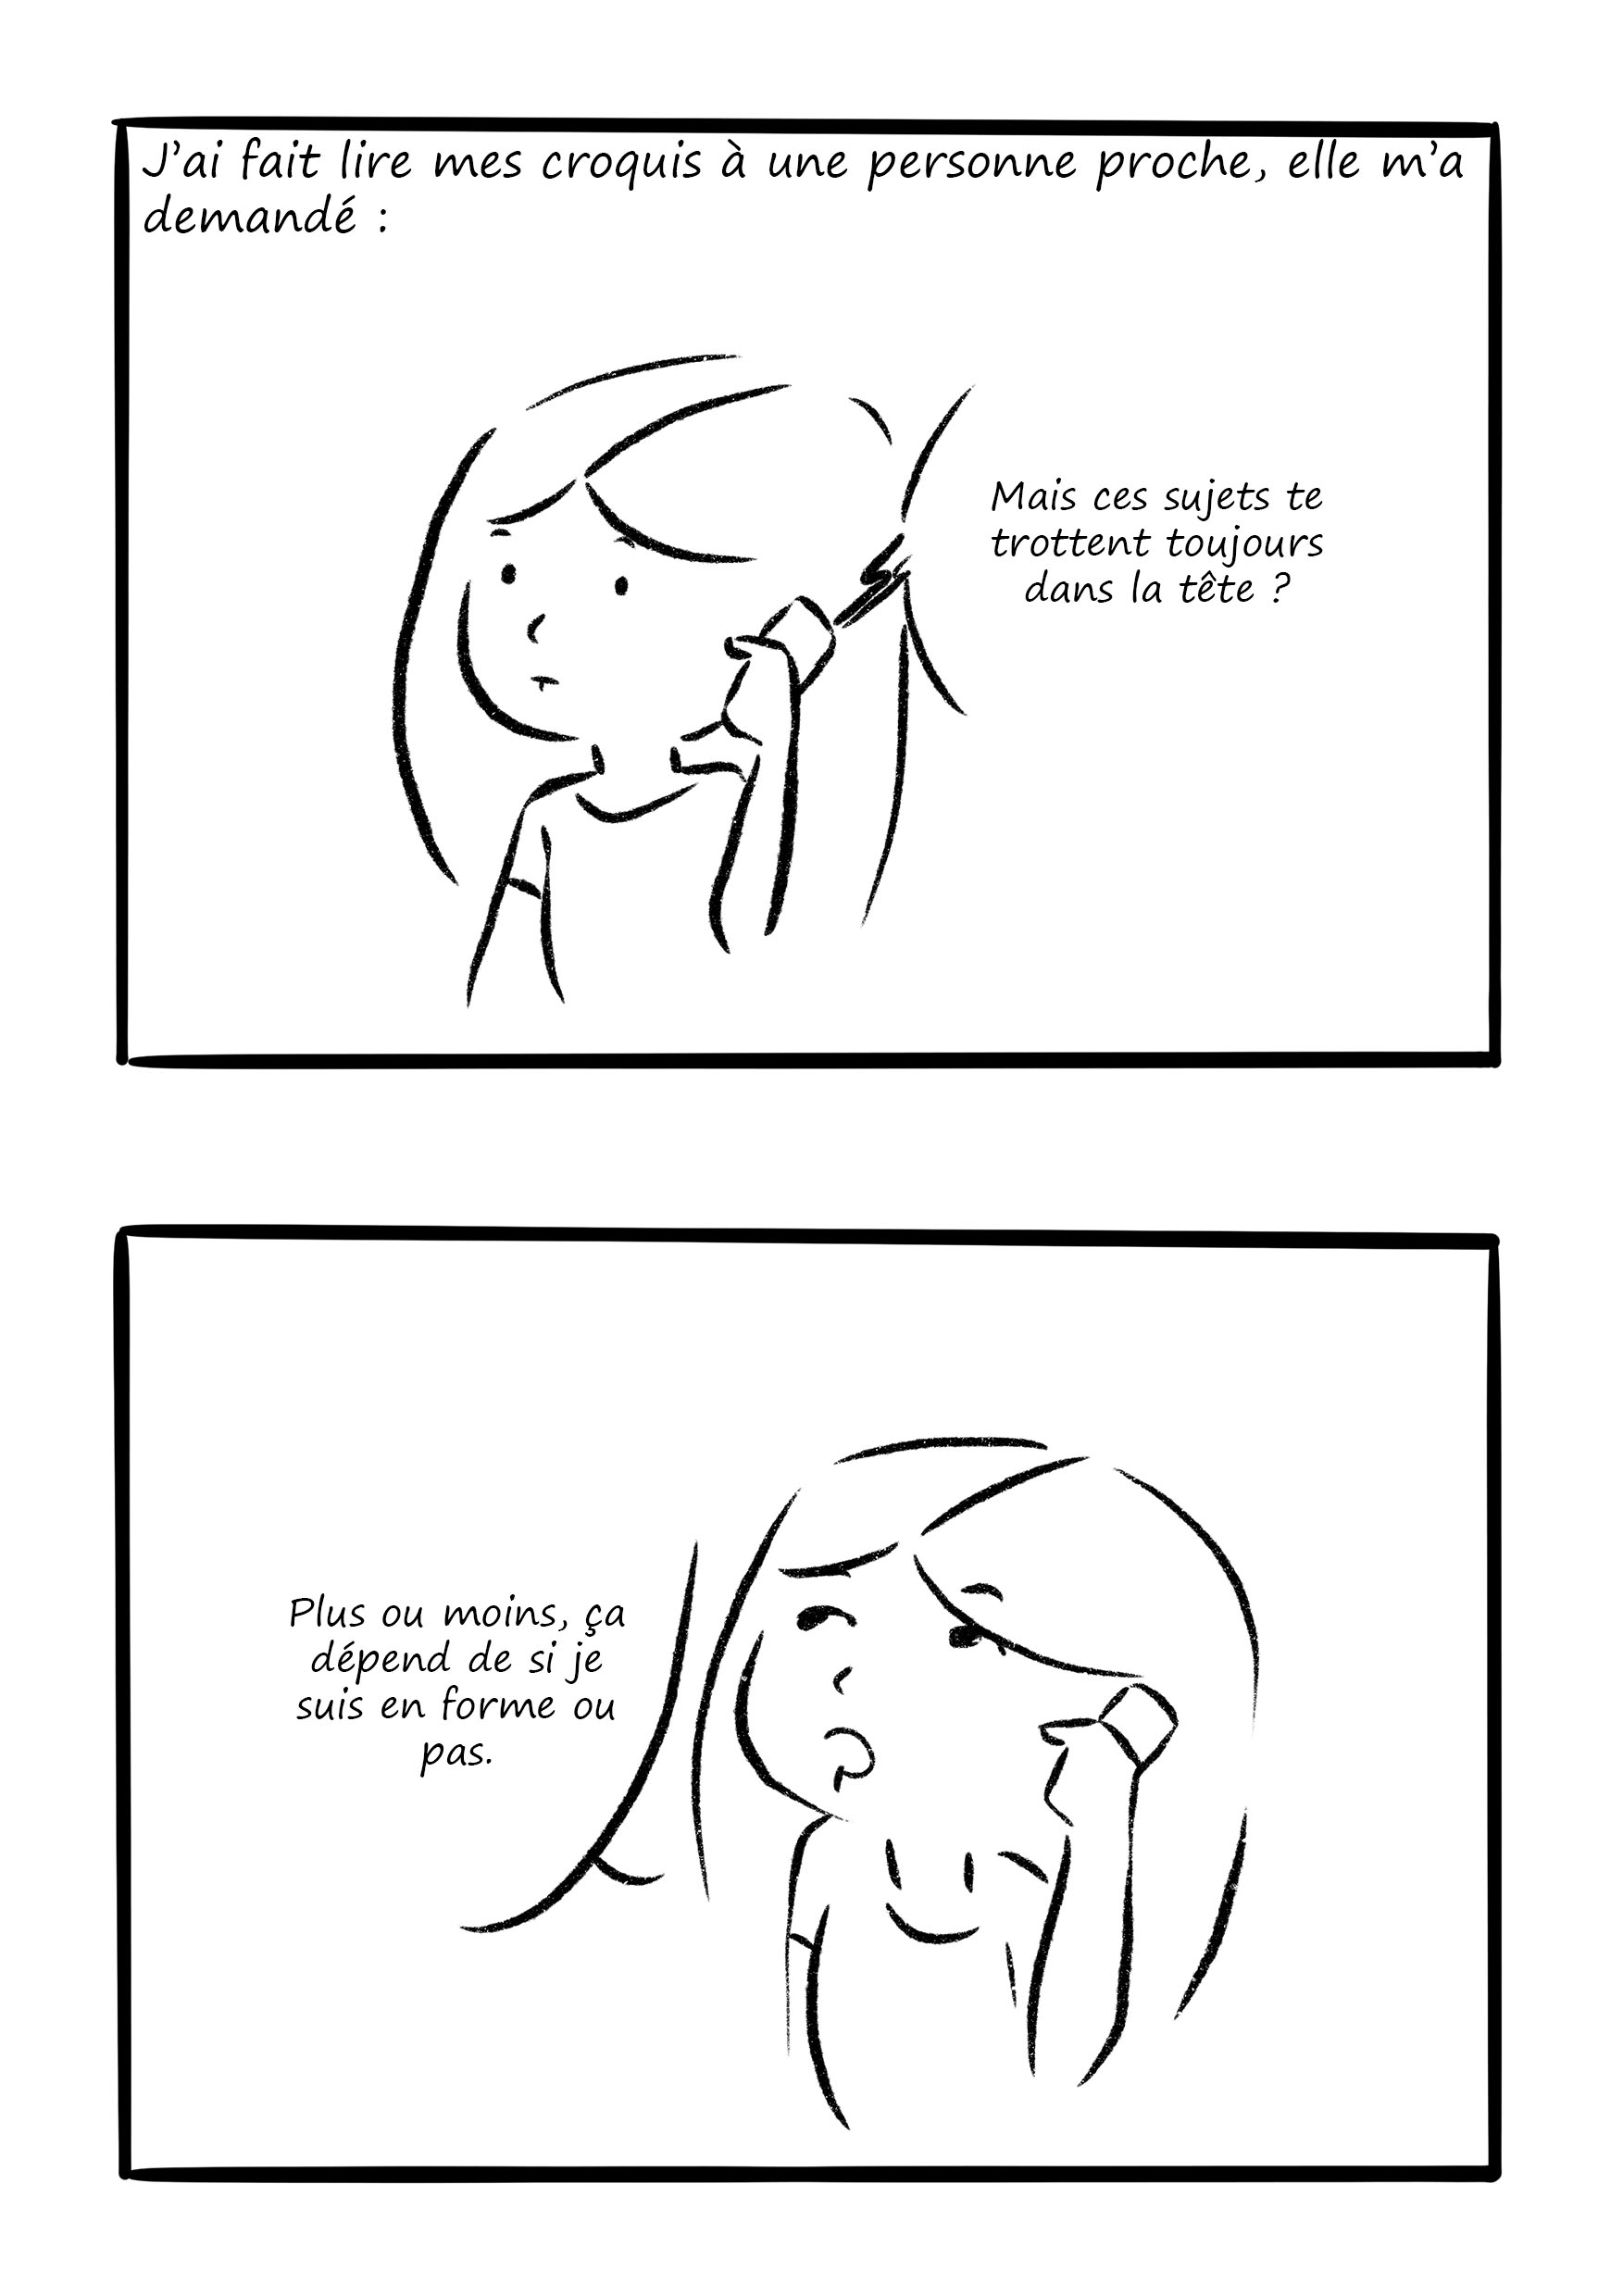 J’ai fait lire mes croquis à une personne proche, elle m’a
demandé :
Mais ces sujets te
trottent toujours
dans la tête ?
Plus ou moins, ça
dépend de si je
suis en forme ou
pas.